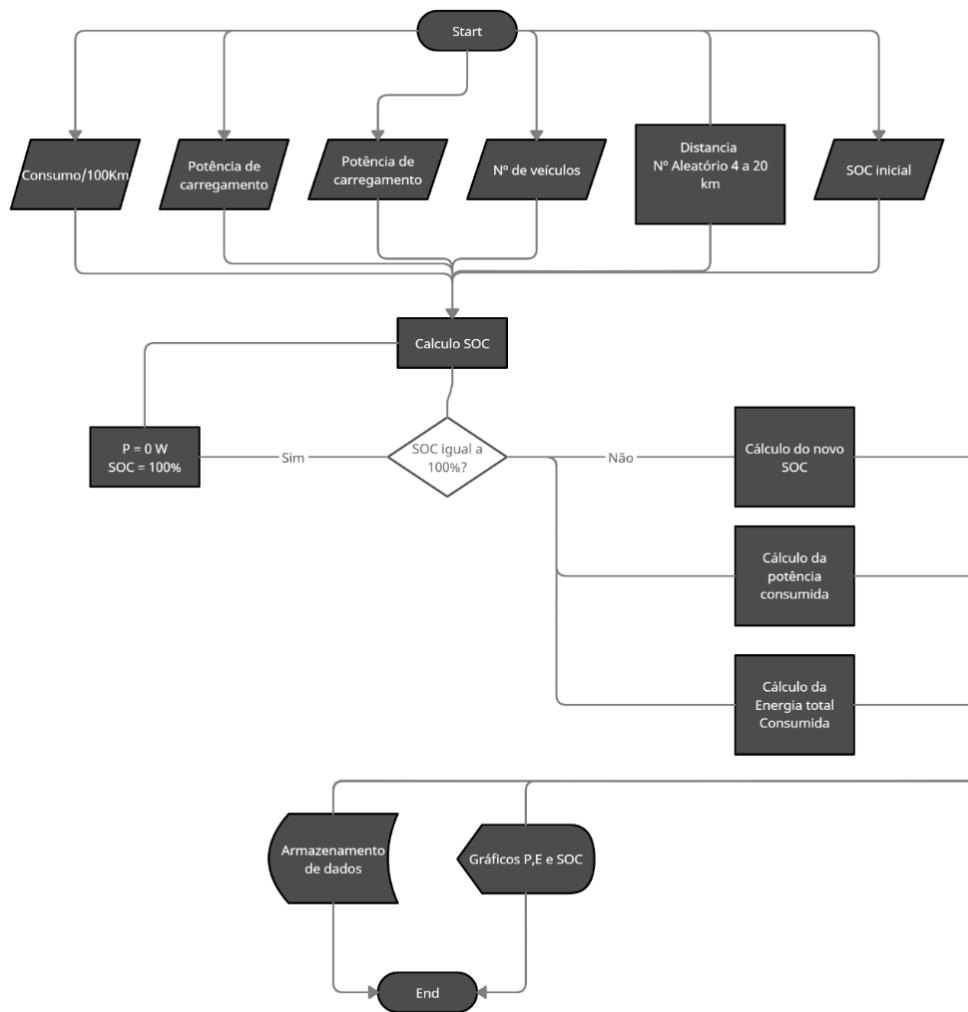 Start
Consumo/100Km
Potência de
carregamento
Potência de
carregamento
Nº de veículos
Distancia
Nº Aleatório 4 a 20
km
SOC inicial
Calculo SOC
P = 0 W
SOC = 100%
Sim
SOC igual a
100%?
Não
Cálculo do novo
SOC
Cálculo da
potência
consumida
Cálculo da
Energia total
Consumida
Armazenamento
de dados
Gráficos P,E e SOC
End